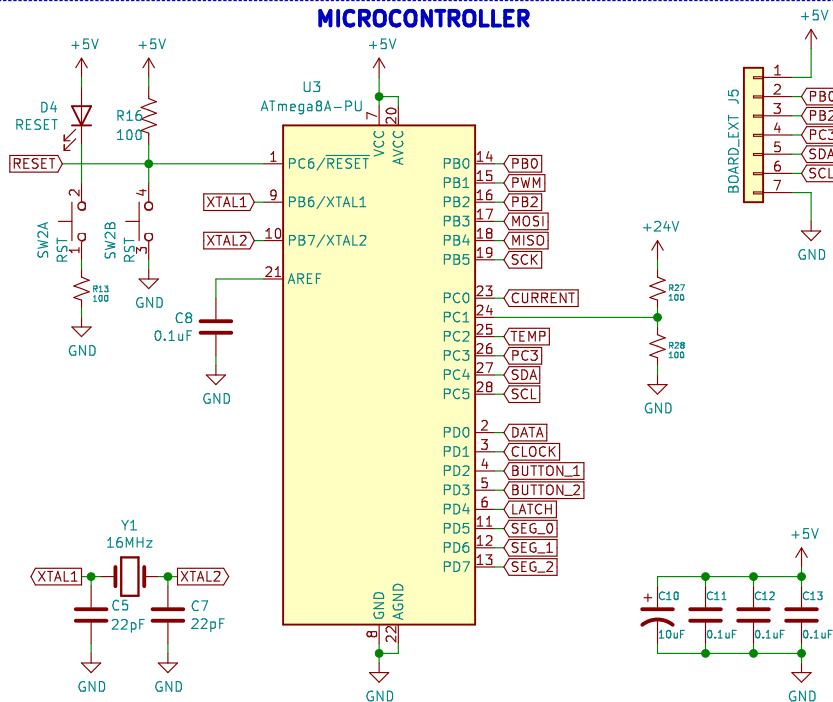 MICROCONTROLLER
+5V
+5V
+5V
+5V
D4
RESET
R16
100
U3
ATmega8A-PU
7
20
VCC
AVCC
RESET
1
PC6/RESET
XTAL1
9
PB6/XTAL1
XTAL2
10
PB7/XTAL2
21
AREF
2
SW2A
RST
1
4
SW2B
RST
3
R13
100
GND
GND
C8
0.1uF
GND
PB0
14
PB0
PB1
15
PWM
PB2
16
PB2
PB3
17
MOSI
PB4
18
MISO
PB5
19
SCK
PC0
23
CURRENT
PC1
24
PC2
25
TEMP
PC3
26
PC3
PC4
27
SDA
PC5
28
SCL
PD0
2
DATA
PD1
3
CLOCK
PD2
4
BUTTON_1
PD3
5
BUTTON_2
PD4
6
LATCH
PD5
11
SEG_0
PD6
12
SEG_1
PD7
13
SEG_2
GND
AGND
8
22
GND
J5
BOARD_EXT
1
2
PB0
3
PB2
4
PC3
5
SDA
6
SCL
7
GND
+24V
R27
100
R28
100
GND
Y1
16MHz
XTAL1
XTAL2
C5
22pF
C7
22pF
GND
GND
+5V
+
C10
10uF
C11
0.1uF
C12
0.1uF
C13
0.1uF
GND